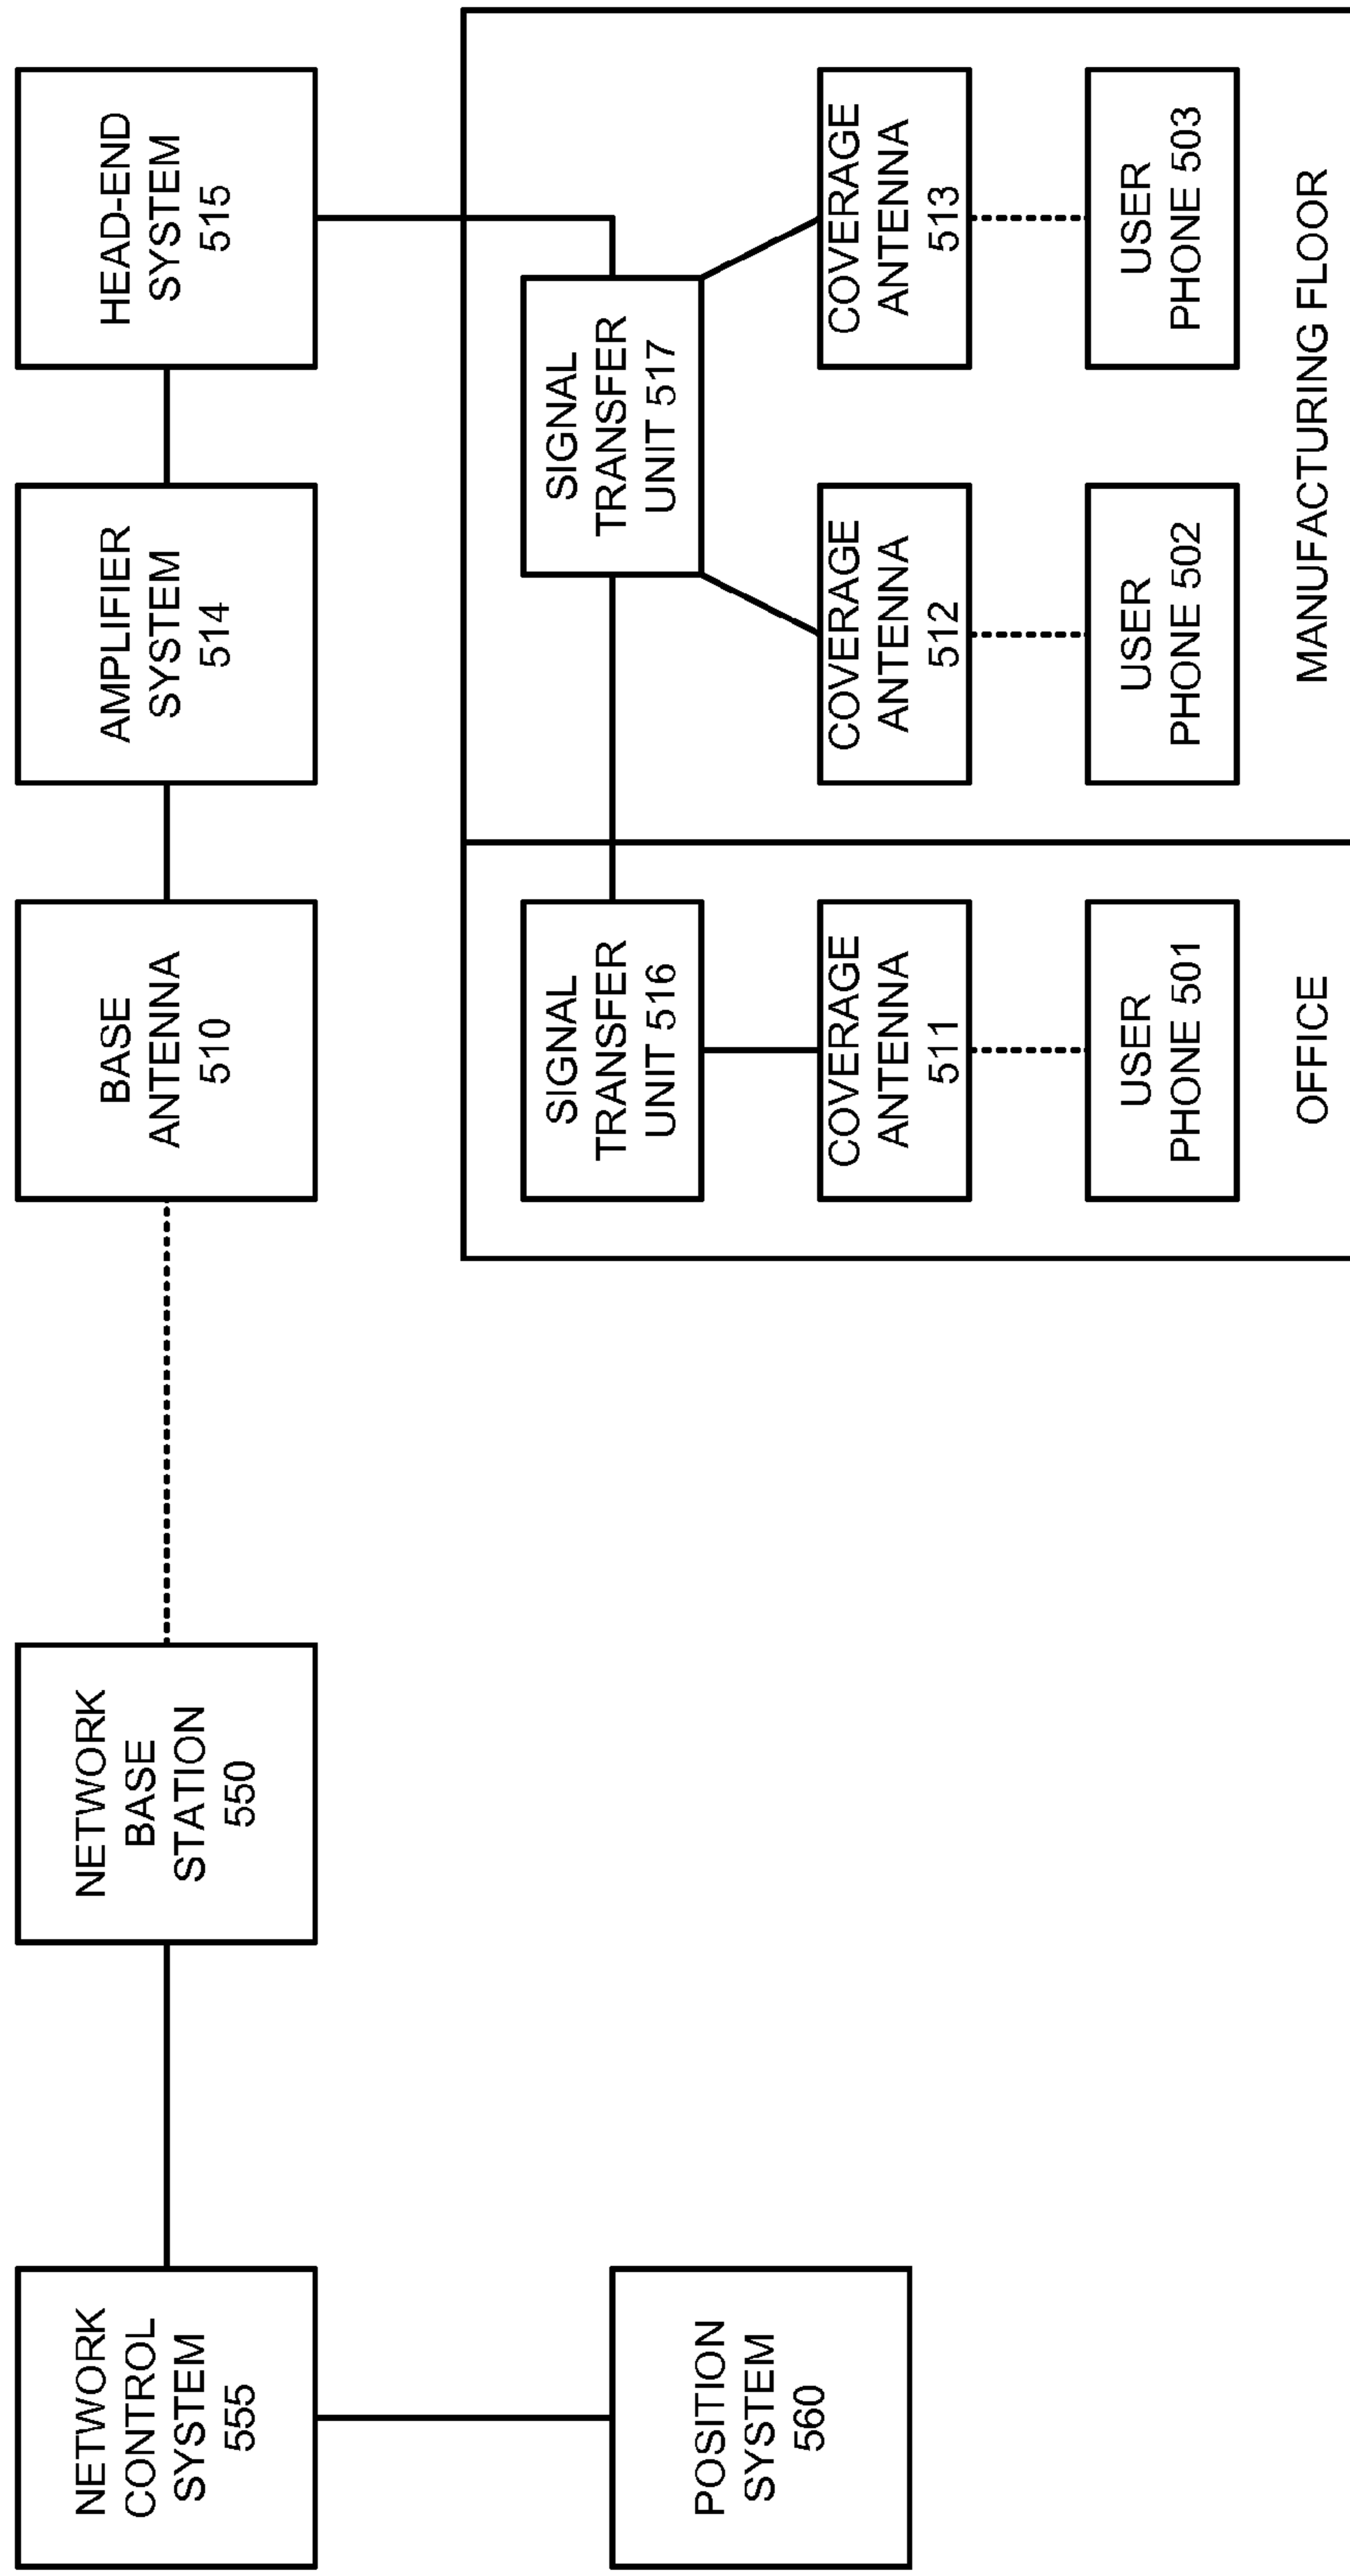 NETWORK
CONTROL
SYSTEM
555
NETWORK
BASE
STATION
550
BASE
ANTENNA
510
AMPLIFIER
SYSTEM
514
HEAD-END
SYSTEM
515
POSITION
SYSTEM
560
SIGNAL
TRANSFER
UNIT 516
SIGNAL
TRANSFER
UNIT 517
COVERAGE
ANTENNA
511
COVERAGE
ANTENNA
512
COVERAGE
ANTENNA
513
USER
PHONE 501
USER
PHONE 502
USER
PHONE 503
OFFICE
MANUFACTURING FLOOR